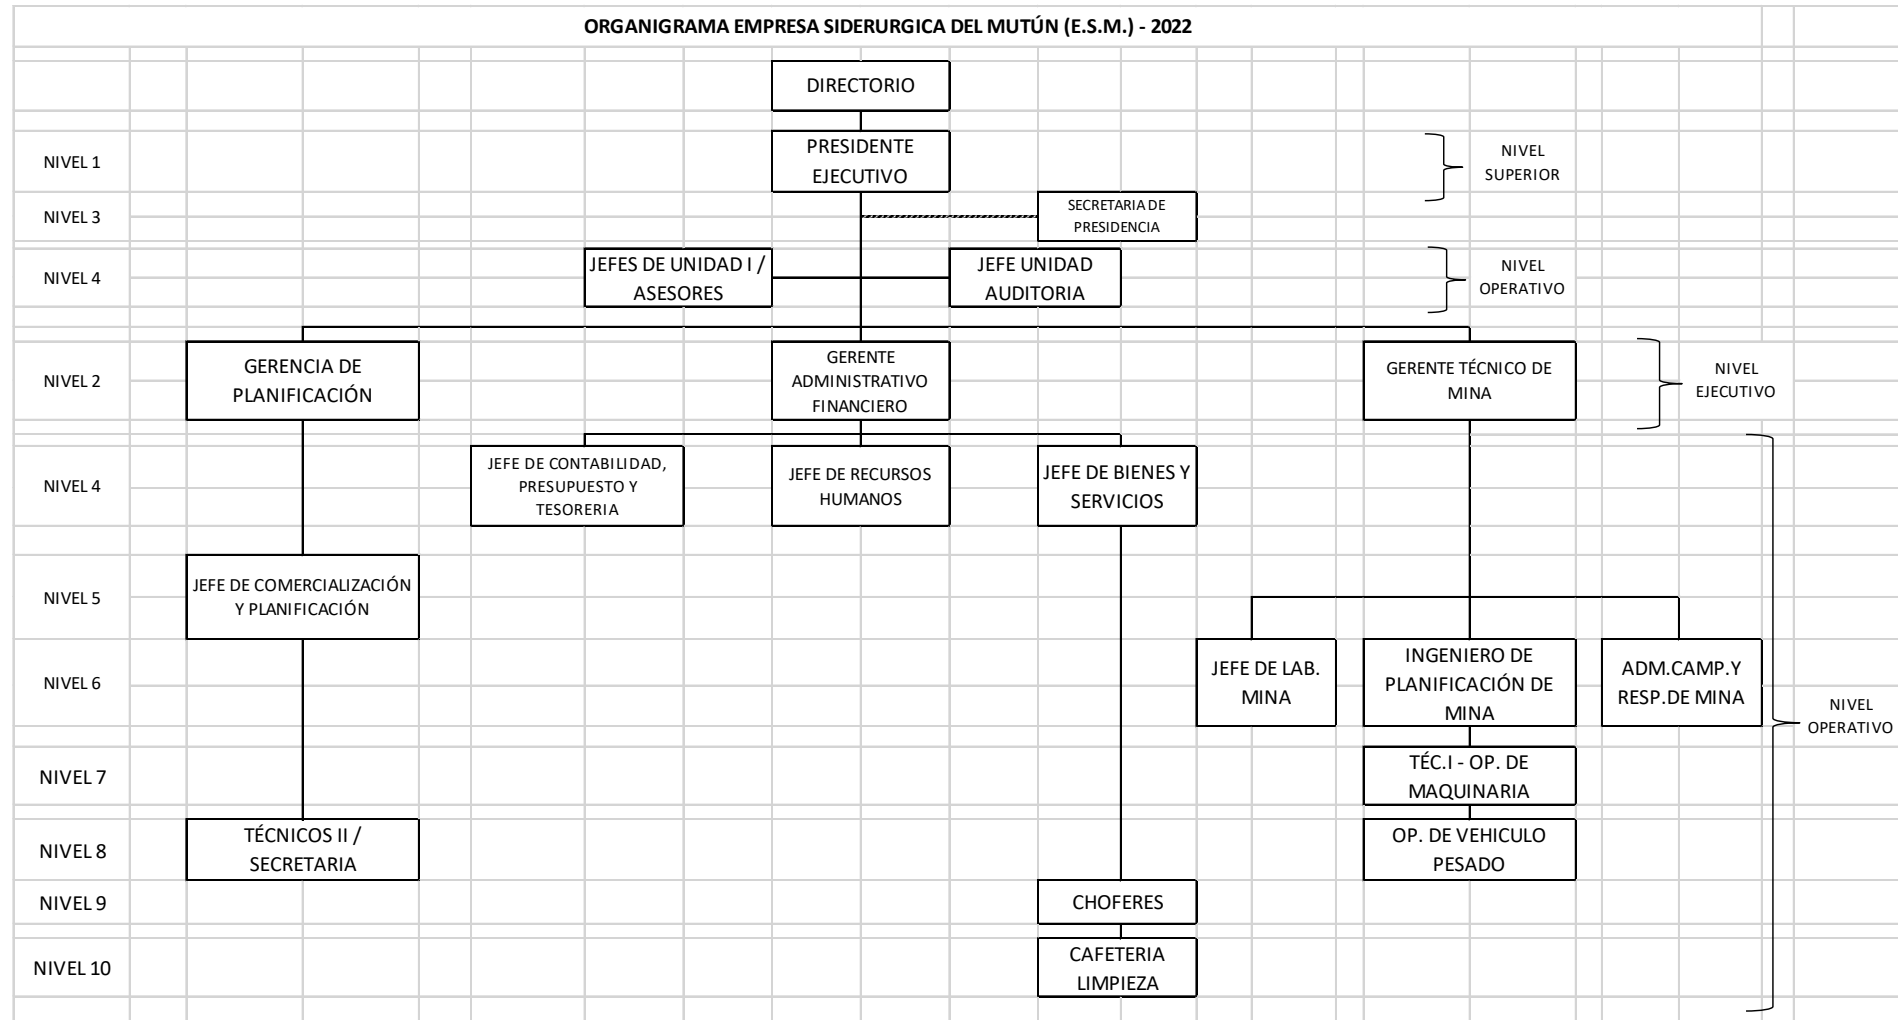 ORGANIGRAMA EMPRESA SIDERURGICA DEL MUTÚN (E.S.M.) - 2022
DIRECTORIO
NIVEL 1
PRESIDENTE
EJECUTIVO
NIVEL
SUPERIOR
NIVEL 3
SECRETARIA DE
PRESIDENCIA
NIVEL 4
JEFES DE UNIDAD I /
ASESORES
JEFE UNIDAD
AUDITORIA
NIVEL
OPERATIVO
NIVEL 2
GERENCIA DE
PLANIFICACIÓN
GERENTE
ADMINISTRATIVO
FINANCIERO
GERENTE TÉCNICO DE
MINA
NIVEL
EJECUTIVO
NIVEL 4
JEFE DE CONTABILIDAD,
PRESUPUESTO Y
TESORERIA
JEFE DE RECURSOS
HUMANOS
JEFE DE BIENES Y
SERVICIOS
NIVEL 5
JEFE DE COMERCIALIZACIÓN
Y PLANIFICACIÓN
NIVEL 6
JEFE DE LAB.
MINA
INGENIERO DE
PLANIFICACIÓN DE
MINA
ADM.CAMP.Y
RESP.DE MINA
NIVEL
OPERATIVO
NIVEL 7
TÉC.I - OP. DE
MAQUINARIA
NIVEL 8
TÉCNICOS II /
SECRETARIA
OP. DE VEHICULO
PESADO
NIVEL 9
CHOFERES
NIVEL 10
CAFETERIA
LIMPIEZA